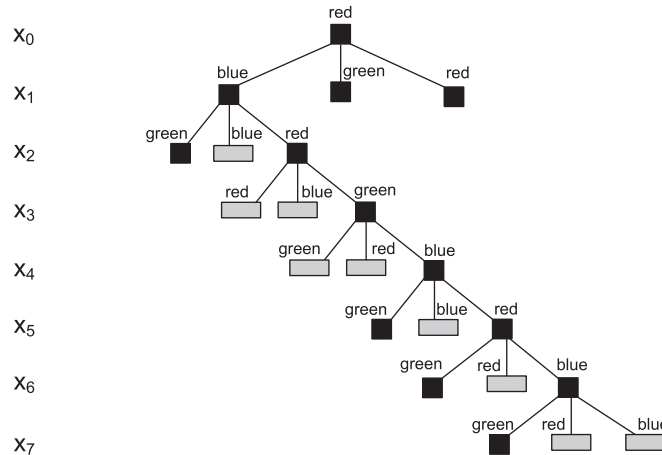 x0 red
x1 blue green red
x2 green blue red
x3 red blue green
x4 green red blue
x5 green blue red
x6 green red blue
x7 green red blue